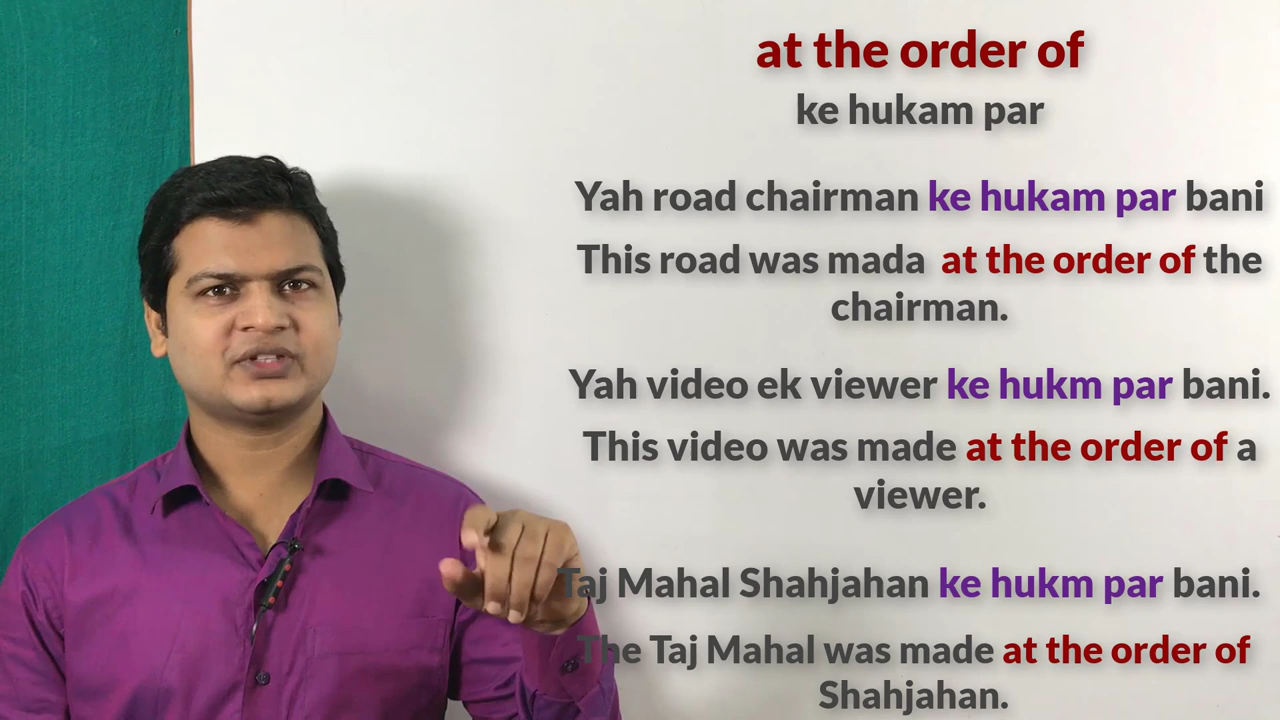 at the order of
ke hukam par
Yah road chairman ke hukam par bani
This road was mada at the order of the
chairman.
Yah video ek viewer ke hukm par bani.
This video was made at the order of a
viewer.
Taj Mahal Shahjahan ke hukm par bani.
The Taj Mahal was made at the order of
Shahjahan.